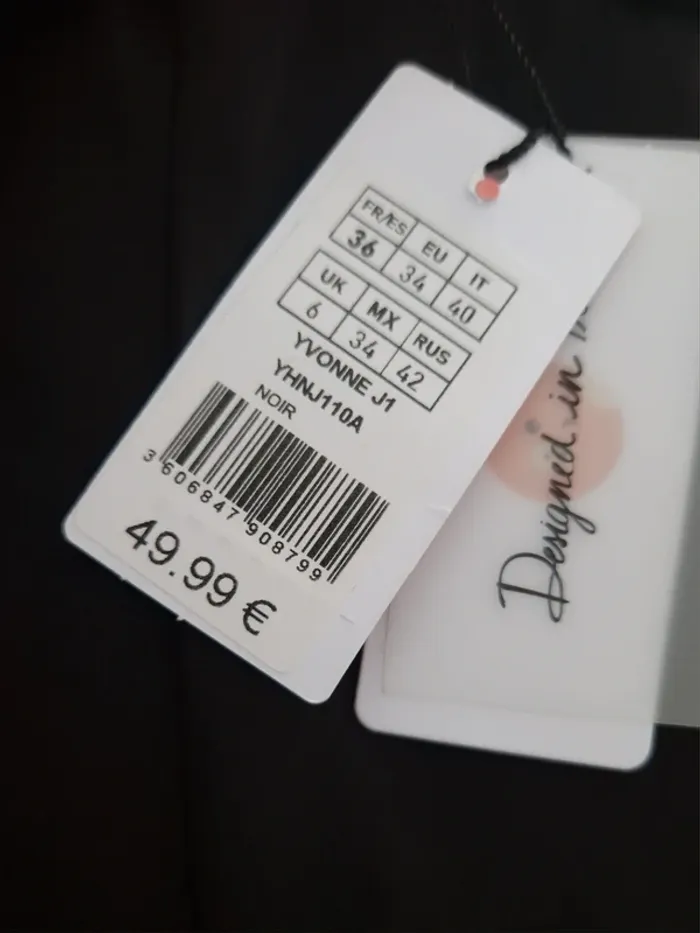 FR/ES EU IT
36 34 40
UK MX RUS
6 34 42
YVONNE J1
YHNJ110A
NOIR
3 606847 908799
49.99 €
Designed in